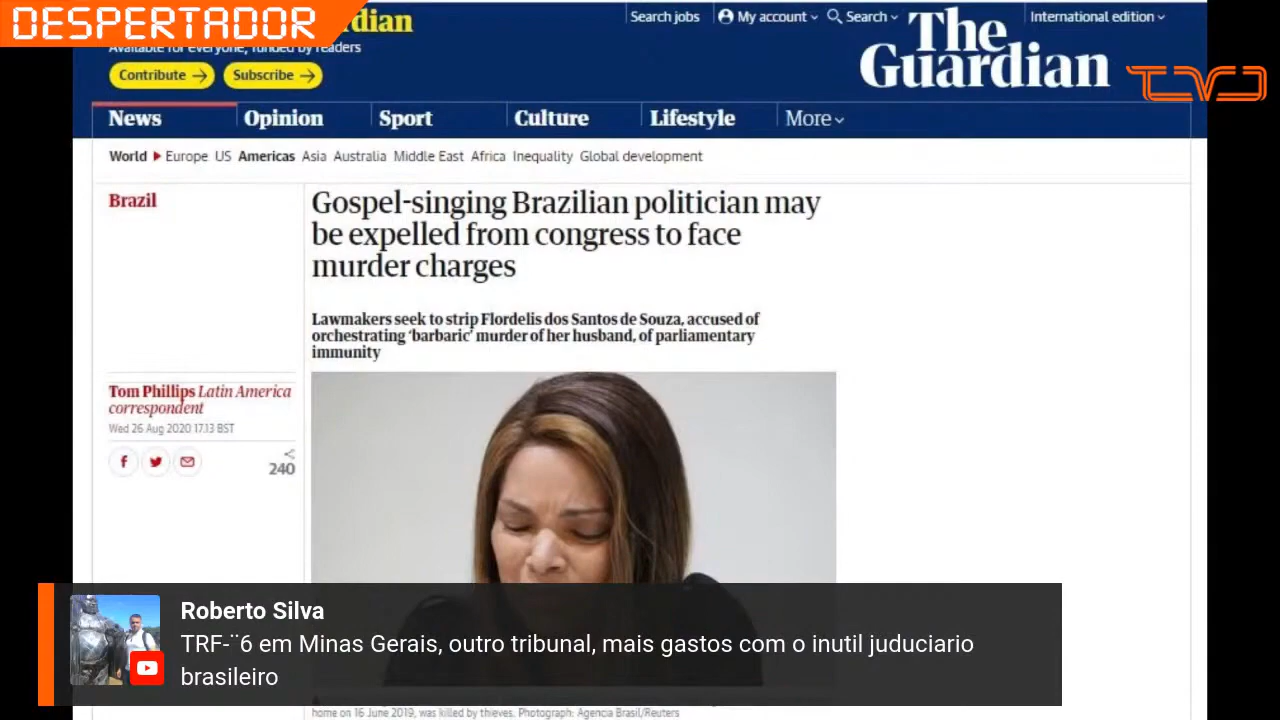 DESPERTADOR
rdian
Available for everyone, funded by readers
Contribute →
Subscribe →
Search jobs
My account
Search
International edition
The
Guardian
TVD
News
Opinion
Sport
Culture
Lifestyle
More
World
Europe
US
Americas
Asia
Australia
Middle East
Africa
Inequality
Global development
Brazil
Gospel-singing Brazilian politician may
be expelled from congress to face
murder charges
Lawmakers seek to strip Flordelis dos Santos de Souza, accused of
orchestrating ‘barbaric’ murder of her husband, of parliamentary
immunity
Tom Phillips Latin America
correspondent
Wed 26 Aug 2020 17.13 BST
240
Roberto Silva
TRF-¨6 em Minas Gerais, outro tribunal, mais gastos com o inutil juduciario
brasileiro
home on 16 June 2019, was killed by thieves. Photograph: Agencia Brasil/Reuters